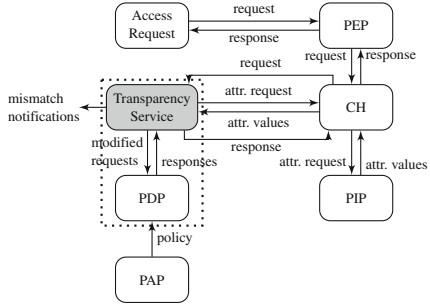 Access
Request
request
response
PEP
request
response
request
mismatch
notifications
Transparency
Service
attr. request
attr. values
CH
modified
requests
responses
response
attr. request
attr. values
PDP
PIP
policy
PAP